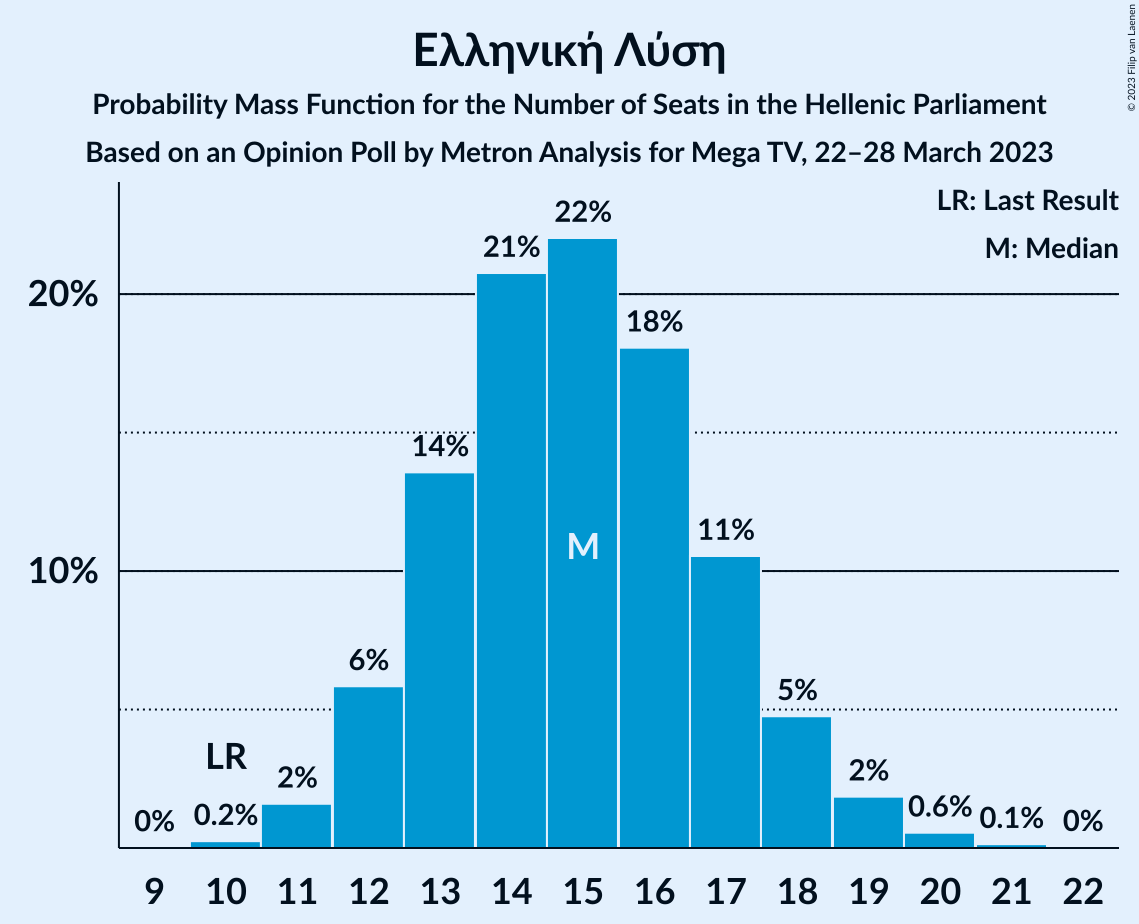 Ελληνική Λύση
Probability Mass Function for the Number of Seats in the Hellenic Parliament
Based on an Opinion Poll by Metron Analysis for Mega TV, 22–28 March 2023
© 2023 Filip van Laenen
LR: Last Result
M: Median
20%
10%
0%
0.2%
2%
6%
14%
21%
22%
18%
11%
5%
2%
0.6%
0.1%
0%
LR
M
9 10 11 12 13 14 15 16 17 18 19 20 21 22